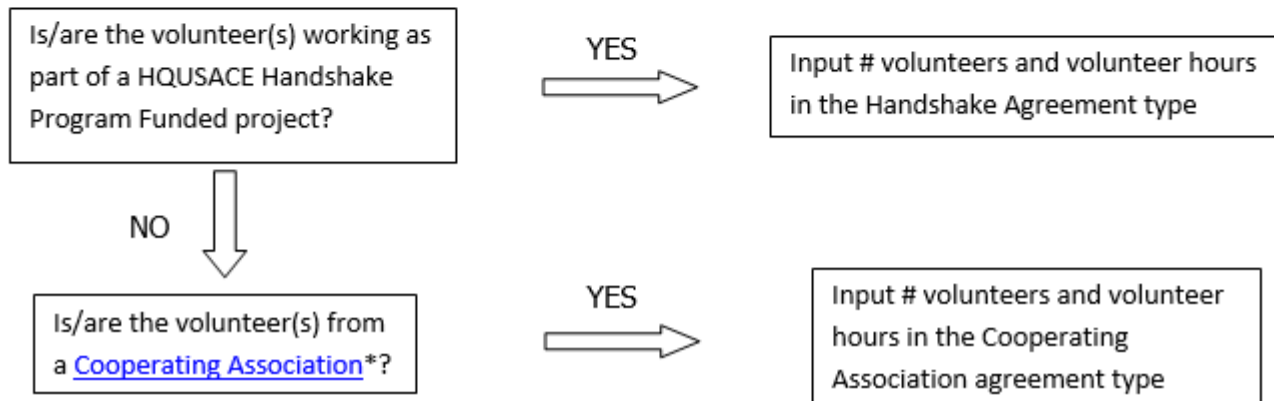 Is/are the volunteer(s) working as
part of a HQUSACE Handshake
Program Funded project?
YES
Input # volunteers and volunteer hours
in the Handshake Agreement type
NO
Is/are the volunteer(s) from
a Cooperating Association*?
YES
Input # volunteers and volunteer
hours in the Cooperating
Association agreement type